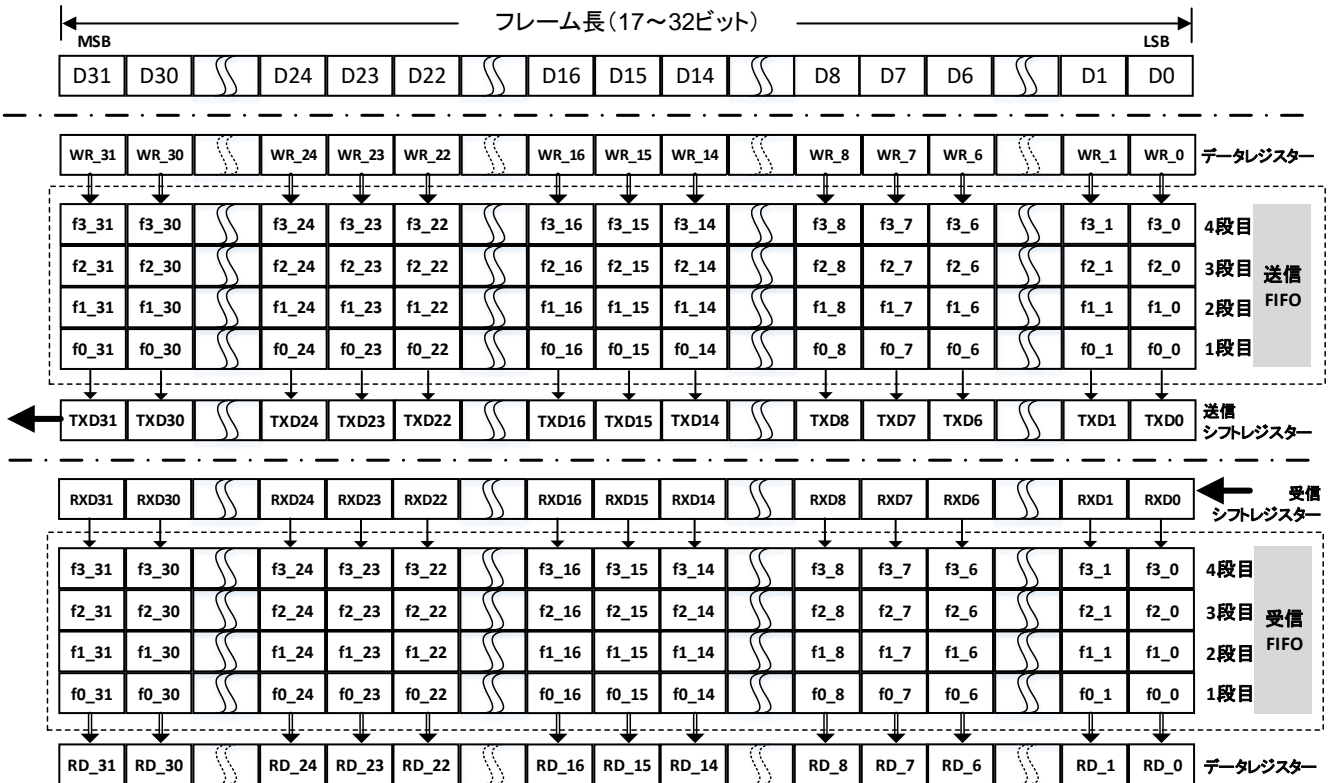 フレーム長(17～32ビット)
MSB LSB
D31 D30 D24 D23 D22 D16 D15 D14 D8 D7 D6 D1 D0
WR_31 WR_30 WR_24 WR_23 WR_22 WR_16 WR_15 WR_14 WR_8 WR_7 WR_6 WR_1 WR_0 データレジスター
f3_31 f3_30 f3_24 f3_23 f3_22 f3_16 f3_15 f3_14 f3_8 f3_7 f3_6 f3_1 f3_0 4段目
f2_31 f2_30 f2_24 f2_23 f2_22 f2_16 f2_15 f2_14 f2_8 f2_7 f2_6 f2_1 f2_0 3段目
f1_31 f1_30 f1_24 f1_23 f1_22 f1_16 f1_15 f1_14 f1_8 f1_7 f1_6 f1_1 f1_0 2段目
f0_31 f0_30 f0_24 f0_23 f0_22 f0_16 f0_15 f0_14 f0_8 f0_7 f0_6 f0_1 f0_0 1段目
送信
FIFO
TXD31 TXD30 TXD24 TXD23 TXD22 TXD16 TXD15 TXD14 TXD8 TXD7 TXD6 TXD1 TXD0
送信
シフトレジスター
RXD31 RXD30 RXD24 RXD23 RXD22 RXD16 RXD15 RXD14 RXD8 RXD7 RXD6 RXD1 RXD0
受信
シフトレジスター
f3_31 f3_30 f3_24 f3_23 f3_22 f3_16 f3_15 f3_14 f3_8 f3_7 f3_6 f3_1 f3_0 4段目
f2_31 f2_30 f2_24 f2_23 f2_22 f2_16 f2_15 f2_14 f2_8 f2_7 f2_6 f2_1 f2_0 3段目
f1_31 f1_30 f1_24 f1_23 f1_22 f1_16 f1_15 f1_14 f1_8 f1_7 f1_6 f1_1 f1_0 2段目
f0_31 f0_30 f0_24 f0_23 f0_22 f0_16 f0_15 f0_14 f0_8 f0_7 f0_6 f0_1 f0_0 1段目
受信
FIFO
RD_31 RD_30 RD_24 RD_23 RD_22 RD_16 RD_15 RD_14 RD_8 RD_7 RD_6 RD_1 RD_0 データレジスター